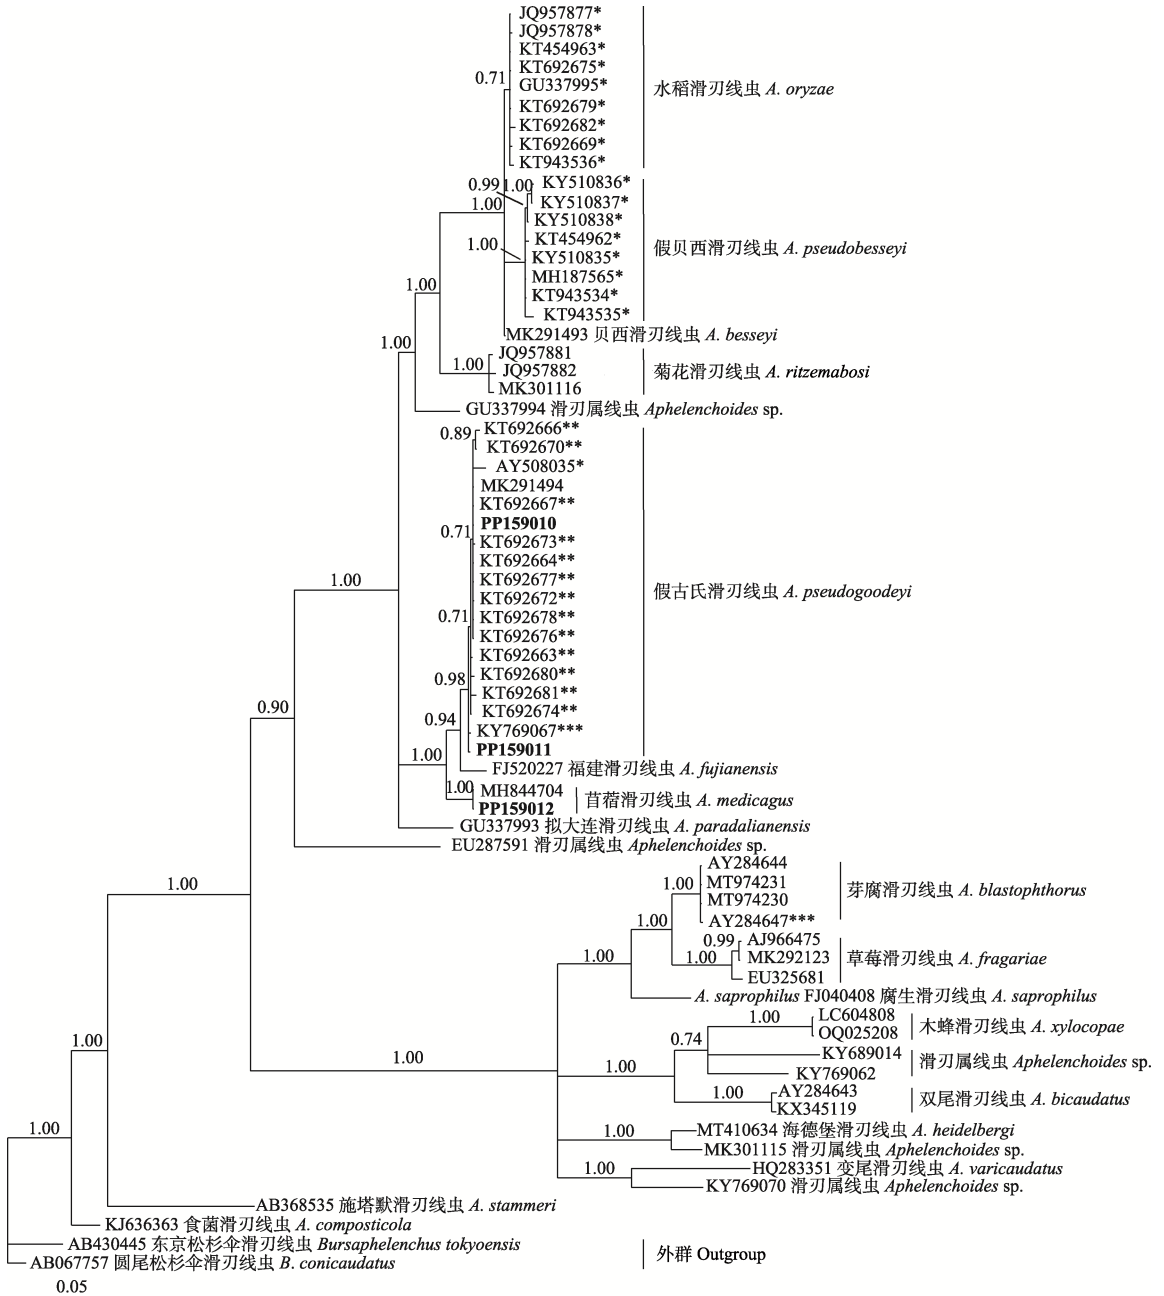 JQ957877*
JQ957878*
KT454963*
KT692675*
0.71
GU337995*
水稻滑刃线虫 A. oryzae
KT692679*
KT692682*
KT692669*
KT943536*
0.99 1.00 KY510836*
KY510837*
1.00
KY510838*
KT454962*
1.00
KY510835*
假贝西滑刃线虫 A. pseudobesseyi
MH187565*
1.00
KT943534*
KT943535*
MK291493 贝西滑刃线虫 A. besseyi
1.00
JQ957881
1.00
JQ957882
菊花滑刃线虫 A. ritzemabosi
MK301116
GU337994 滑刃属线虫 Aphelenchoides sp.
0.89
KT692666**
KT692670**
AY508035*
MK291494
KT692667**
PP159010
0.71
KT692673**
KT692664**
1.00
KT692677**
假古氏滑刃线虫 A. pseudogoodeyi
KT692672**
0.71
KT692678**
KT692676**
KT692663**
0.98
KT692680**
KT692681**
0.90
KT692674**
0.94
KY769067***
PP159011
1.00
FJ520227 福建滑刃线虫 A. fujianensis
1.00
MH844704
苜蓿滑刃线虫 A. medicagus
PP159012
GU337993 拟大连滑刃线虫 A. paradalianensis
EU287591 滑刃属线虫 Aphelenchoides sp.
AY284644
1.00
1.00
MT974231
芽腐滑刃线虫 A. blastophthorus
MT974230
1.00
AY284647***
0.99
AJ966475
1.00
1.00
MK292123
草莓滑刃线虫 A. fragariae
EU325681
A. saprophilus FJ040408 腐生滑刃线虫 A. saprophilus
1.00
LC604808
木蜂滑刃线虫 A. xylocopae
OQ025208
1.00
0.74
KY689014
滑刃属线虫 Aphelenchoides sp.
1.00
1.00
KY769062
1.00
AY284643
双尾滑刃线虫 A. bicaudatus
KX345119
1.00
1.00
MT410634 海德堡滑刃线虫 A. heidelbergi
MK301115 滑刃属线虫 Aphelenchoides sp.
1.00
HQ283351 变尾滑刃线虫 A. varicaudatus
KY769070 滑刃属线虫 Aphelenchoides sp.
AB368535 施塔默滑刃线虫 A. stammeri
KJ636363 食菌滑刃线虫 A. composticola
AB430445 东京松杉伞滑刃线虫 Bursaphelenchus tokyoensis
外群 Outgroup
AB067757 圆尾松杉伞滑刃线虫 B. conicaudatus
0.05